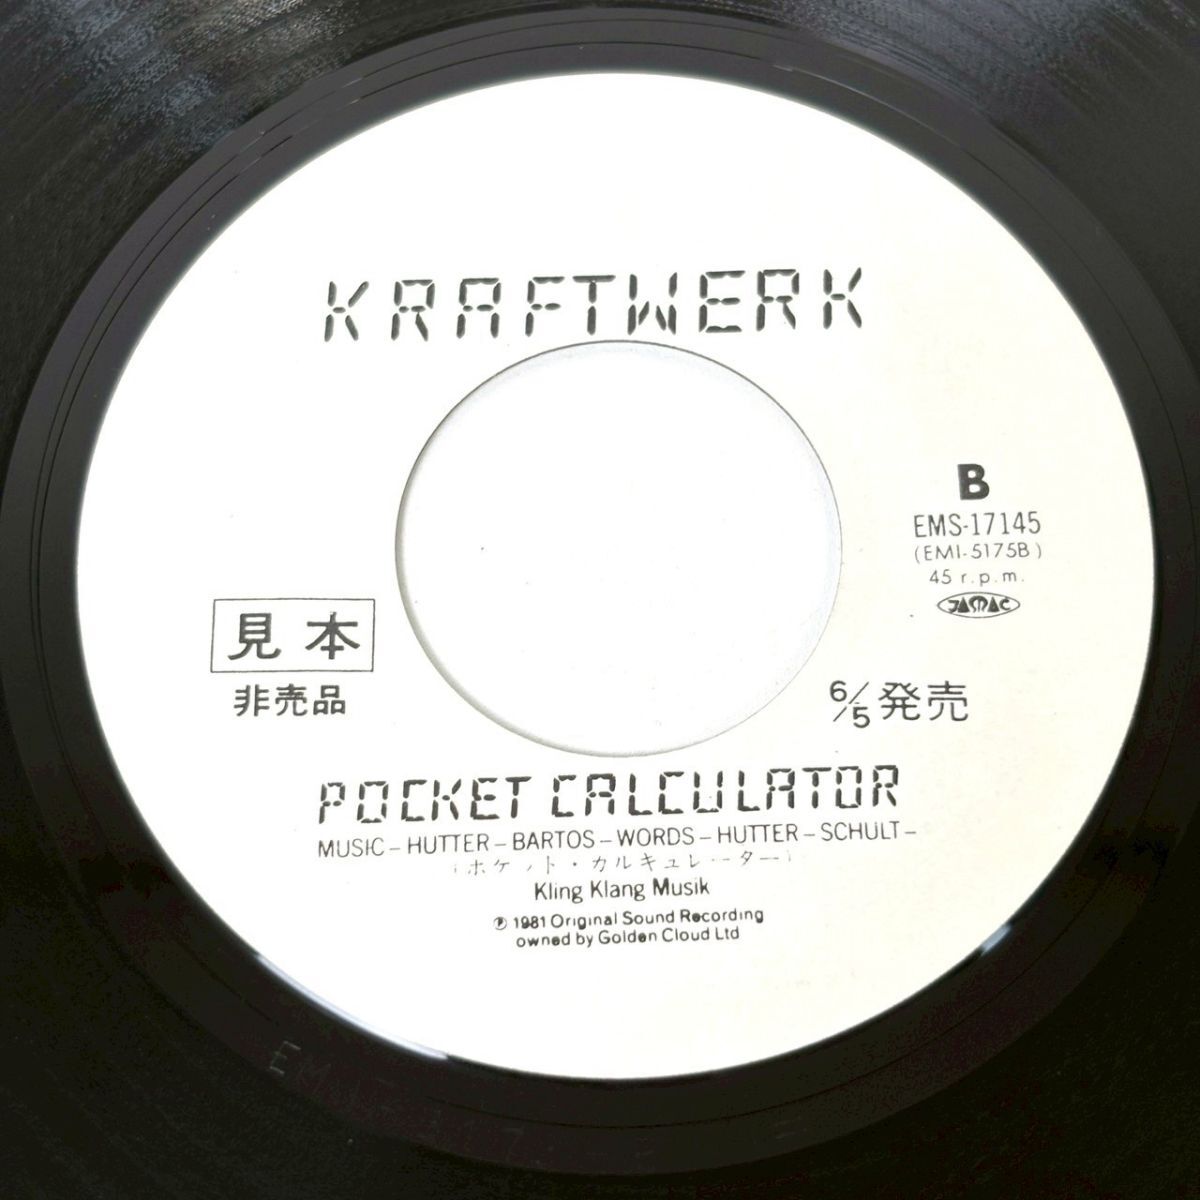 KRAFTWERK
B
EMS-17145
(EMI-5175B)
45 r.p.m.
JASRAC
見本
非売品
6/5発売
POCKET CALCULATOR
MUSIC – HUTTER – BARTOS – WORDS – HUTTER – SCHULT –
(ポケット・カルキュレーター)
Kling Klang Musik
℗ 1981 Original Sound Recording
owned by Golden Cloud Ltd